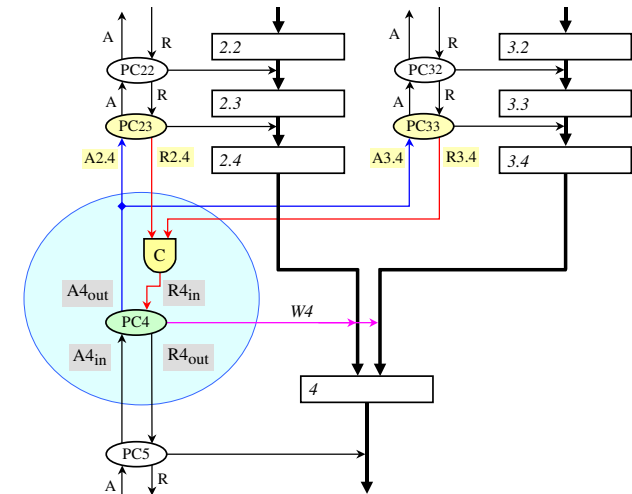 A R 2.2 A R 3.2
PC22 PC32
A R 2.3 A R 3.3
PC23 PC33
A2.4 R2.4 2.4 A3.4 R3.4 3.4
C
A4out R4in
PC4 W4
A4in R4out
4
PC5
A R